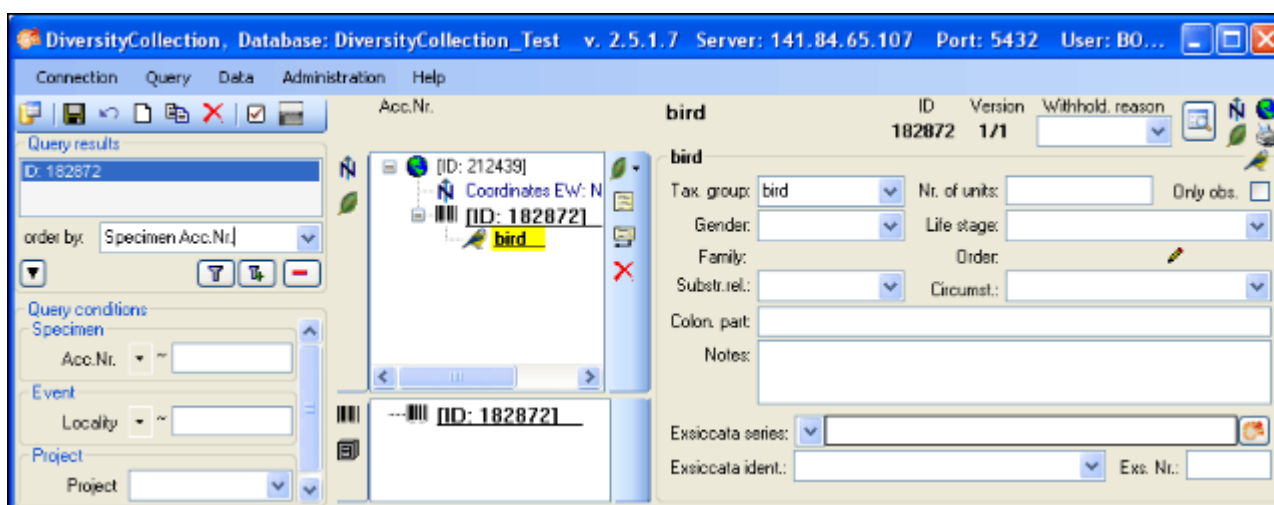 DiversityCollection, Database: DiversityCollection_Test v. 2.5.1.7 Server: 141.84.65.107 Port: 5432 User: BO...
Connection Query Data Administration Help
Acc.Nr.
bird
ID Version Withhold. reason
182872 1/1
Query results
ID: 182872
order by: Specimen Acc.Nr.
Query conditions
Specimen
Acc.Nr. ~
Event
Locality ~
Project
Project
[ID: 212439]
Coordinates EW: N
[ID: 182872]
bird
[ID: 182872]
bird
Tax. group: bird Nr. of units: Only obs.
Gender: Life stage:
Family: Order:
Substr.rel.: Circumst.:
Colon. part:
Notes:
Exsiccata series:
Exsiccata ident.: Exs. Nr.: